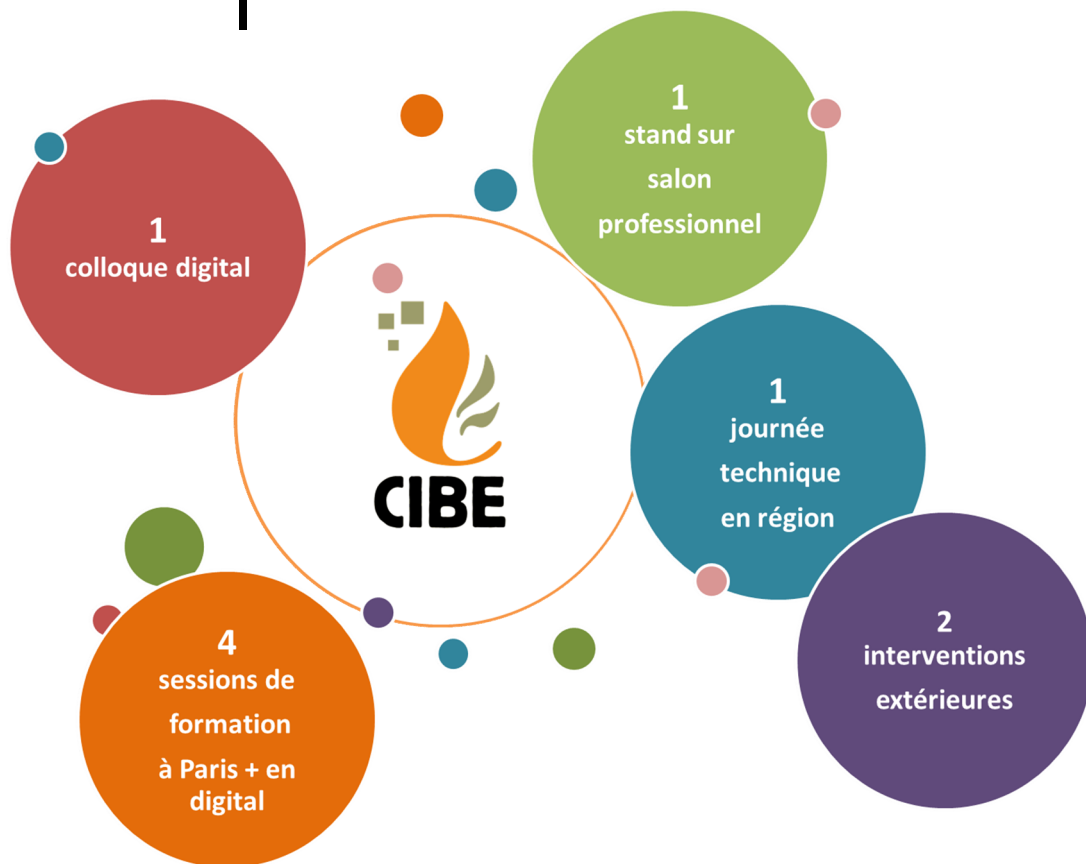 1
stand sur
salon
professionnel
1
colloque digital
CIBE
1
journée
technique
en région
2
interventions
extérieures
4
sessions de
formation
à Paris + en
digital